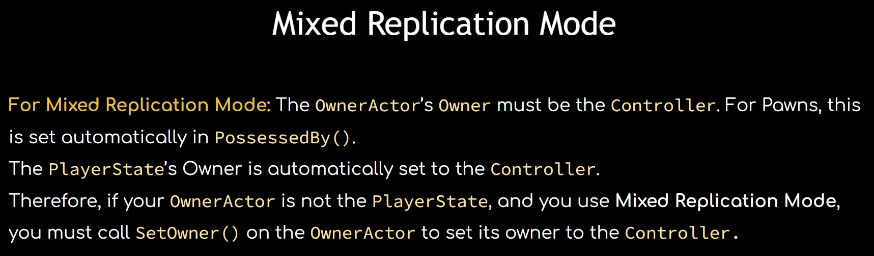 Mixed Replication Mode
For Mixed Replication Mode: The OwnerActor's Owner must be the Controller. For Pawns, this
is set automatically in PossessedBy().
The PlayerState's Owner is automatically set to the Controller.
Therefore, if your OwnerActor is not the PlayerState, and you use Mixed Replication Mode,
you must call SetOwner() on the OwnerActor to set its owner to the Controller.